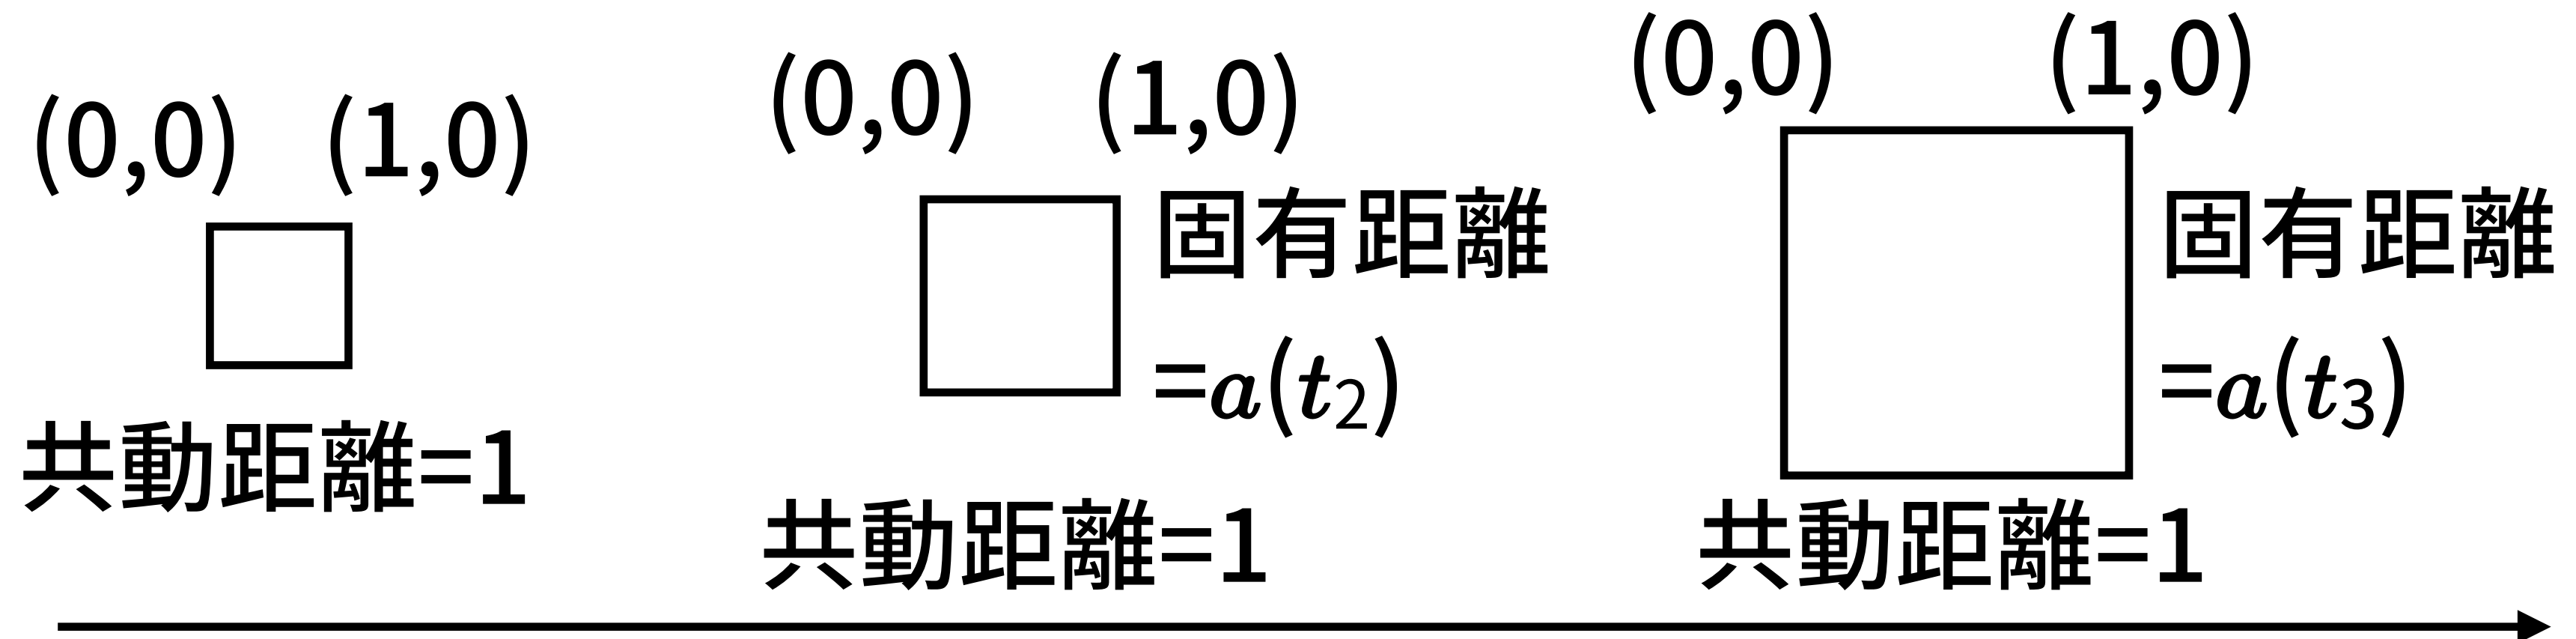 (0,0) (1,0)
共動距離=1
(0,0) (1,0)
固有距離
=a(t₂)
共動距離=1
(0,0) (1,0)
固有距離
=a(t₃)
共動距離=1